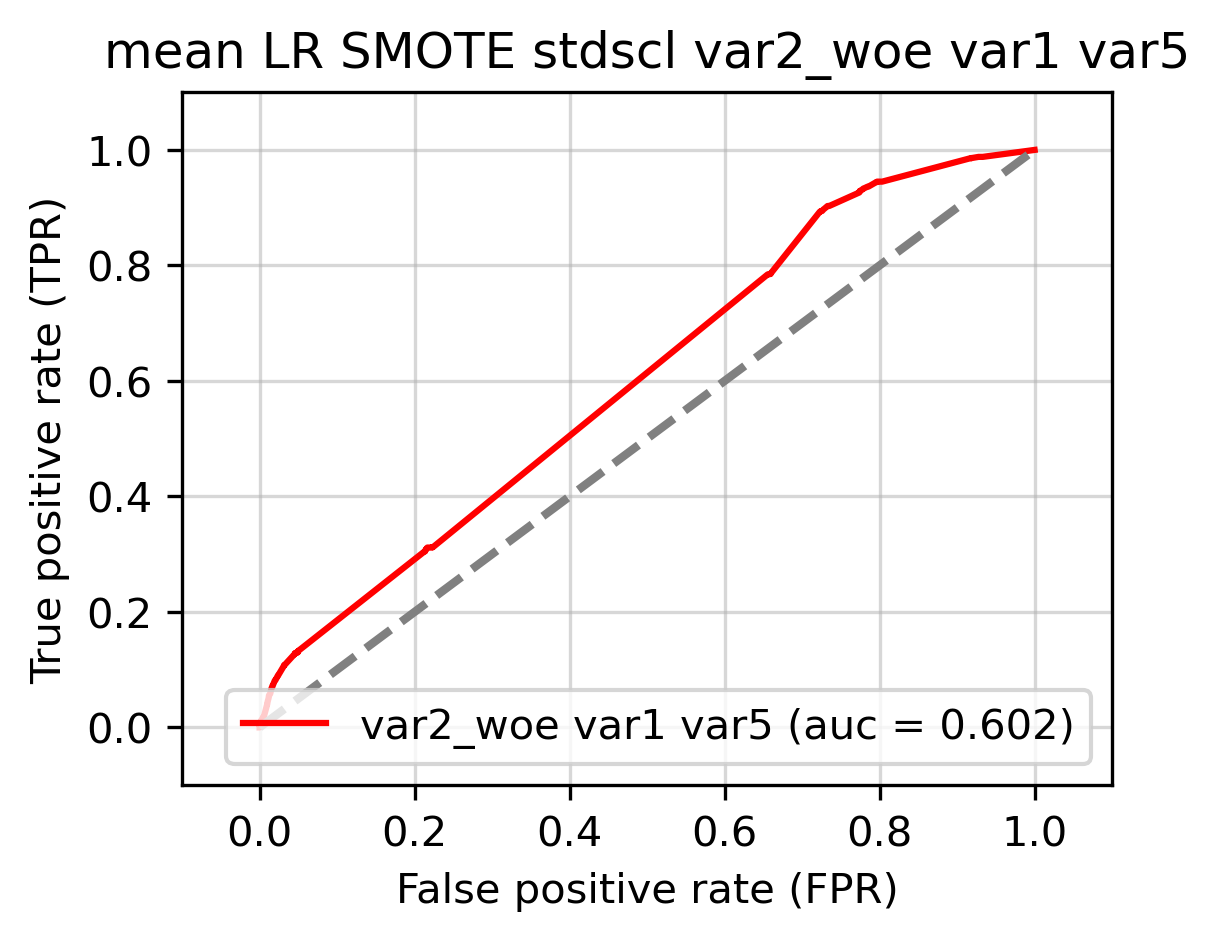 mean LR SMOTE stdscl var2_woe var1 var5
True positive rate (TPR)
1.0
0.8
0.6
0.4
0.2
0.0
var2_woe var1 var5 (auc = 0.602)
0.0 0.2 0.4 0.6 0.8 1.0
False positive rate (FPR)